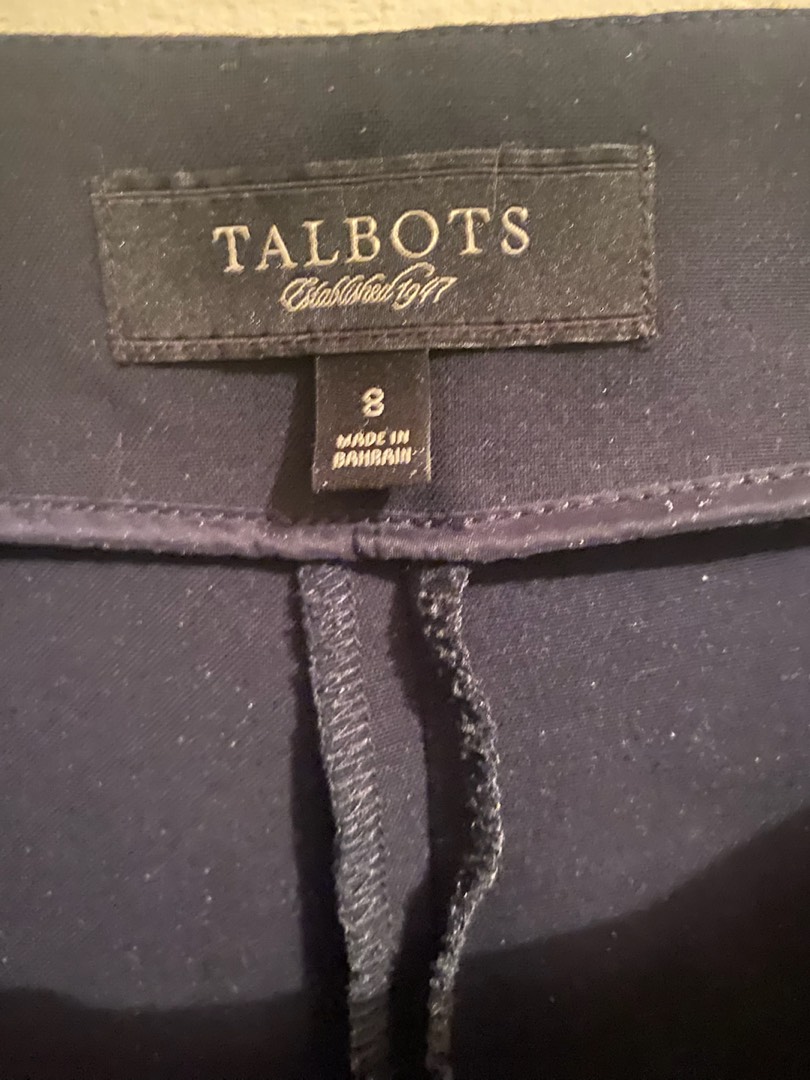 TALBOTS
Established 1947
8
MADE IN
BAHRAIN